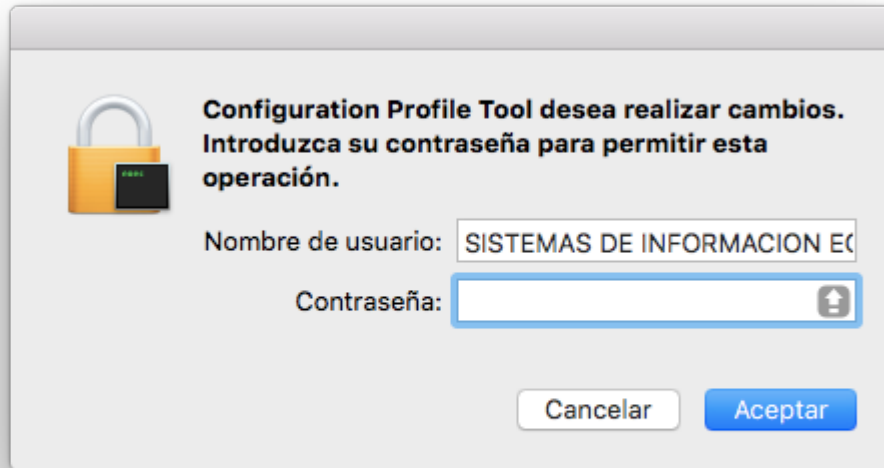 Configuration Profile Tool desea realizar cambios.
Introduzca su contraseña para permitir esta
operación.
Nombre de usuario: SISTEMAS DE INFORMACION
Contraseña:
Cancelar Aceptar